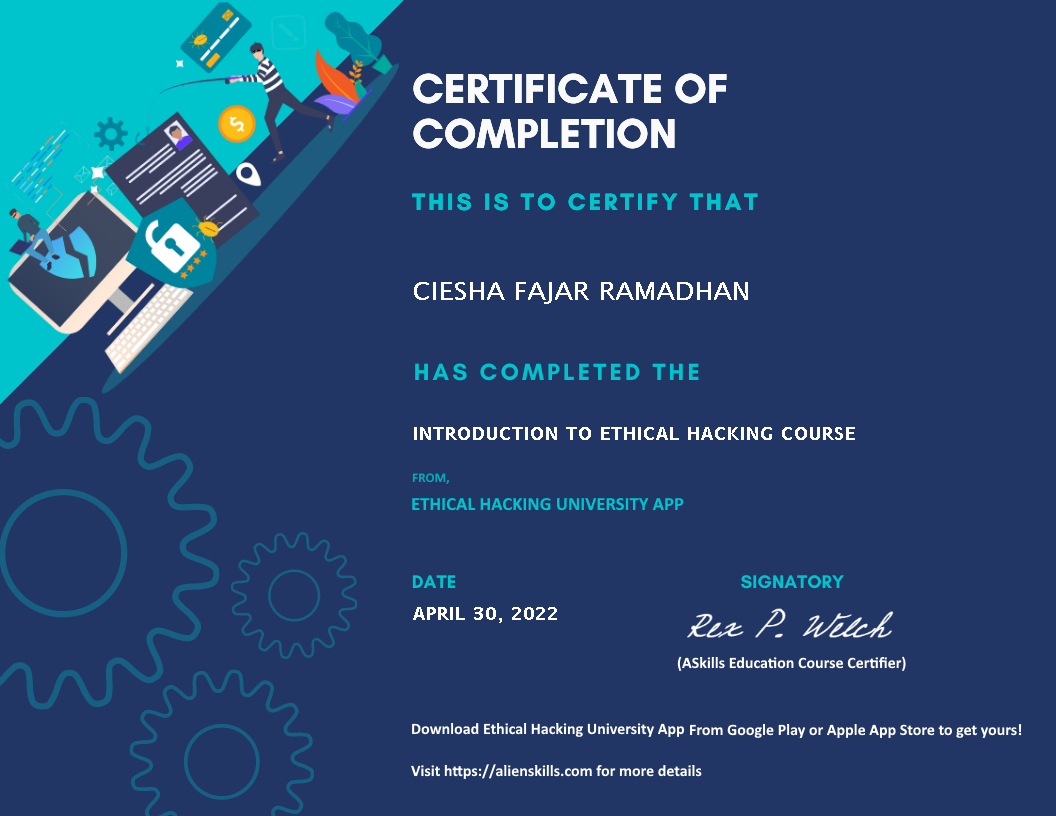 CERTIFICATE OF
COMPLETION
THIS IS TO CERTIFY THAT
CIESHA FAJAR RAMADHAN
HAS COMPLETED THE
INTRODUCTION TO ETHICAL HACKING COURSE
FROM,
ETHICAL HACKING UNIVERSITY APP
DATE
APRIL 30, 2022
SIGNATORY
Rex P. Welch
(ASkills Education Course Certifier)
Download Ethical Hacking University App From Google Play or Apple App Store to get yours!
Visit https://alienskills.com for more details